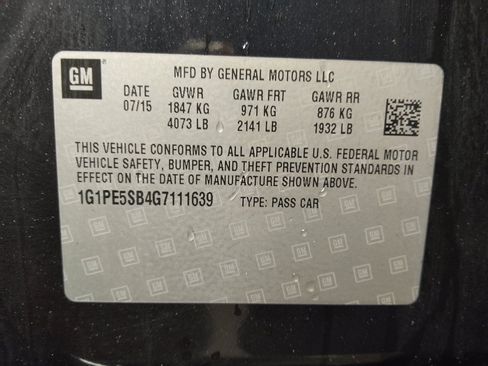 GM
MFD BY GENERAL MOTORS LLC
DATE GVWR GAWR FRT GAWR RR
07/15 1847 KG 971 KG 876 KG
4073 LB 2141 LB 1932 LB
THIS VEHICLE CONFORMS TO ALL APPLICABLE U.S. FEDERAL MOTOR
VEHICLE SAFETY, BUMPER, AND THEFT PREVENTION STANDARDS IN
EFFECT ON THE DATE OF MANUFACTURE SHOWN ABOVE.
1G1PE5SB4G7111639 TYPE: PASS CAR